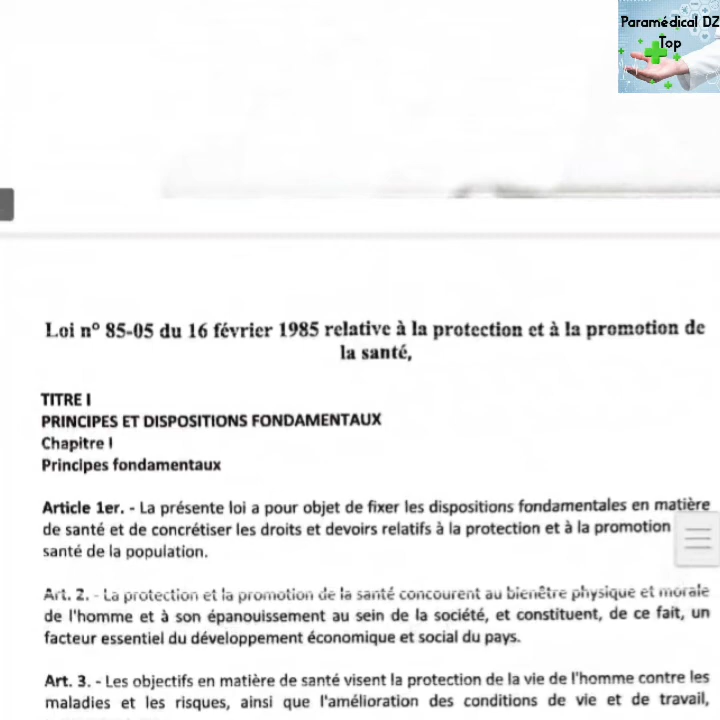 Paramédical DZ
Top
Loi n° 85-05 du 16 février 1985 relative à la protection et à la promotion de
la santé,
TITRE I
PRINCIPES ET DISPOSITIONS FONDAMENTAUX
Chapitre I
Principes fondamentaux
Article 1er. - La présente loi a pour objet de fixer les dispositions fondamentales en matière
de santé et de concrétiser les droits et devoirs relatifs à la protection et à la promotion
santé de la population.
Art. 2. - La protection et la promotion de la santé concourent au bienêtre physique et morale
de l'homme et à son épanouissement au sein de la société, et constituent, de ce fait, un
facteur essentiel du développement économique et social du pays.
Art. 3. - Les objectifs en matière de santé visent la protection de la vie de l'homme contre les
maladies et les risques, ainsi que l'amélioration des conditions de vie et de travail,